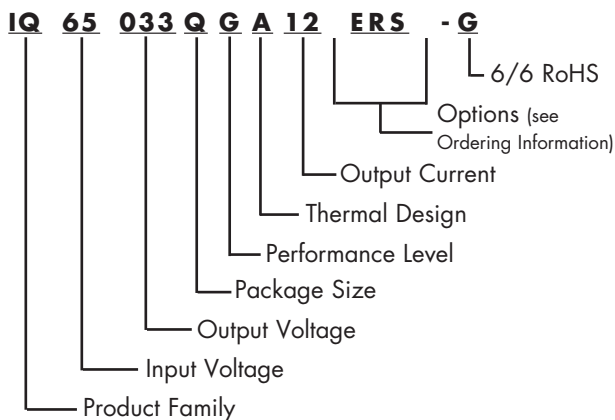 IQ 65 033 Q G A 12 ERS - G
6/6 RoHS
Options (see
Ordering Information)
Output Current
Thermal Design
Performance Level
Package Size
Output Voltage
Input Voltage
Product Family